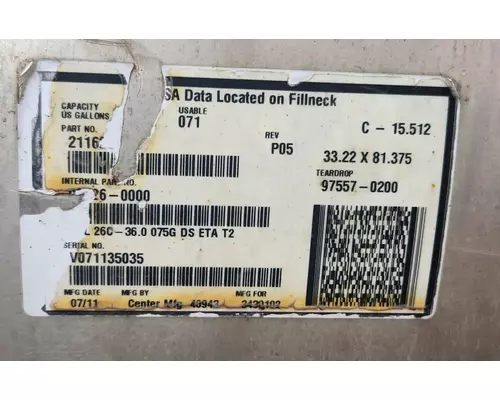 SA Data Located on Fillneck
CAPACITY
US GALLONS
USABLE
071
C - 15.512
PART NO.
REV
2116
P05
33.22 X 81.375
INTERNAL PART NO.
TEARDROP
26-0000
97557-0200
26C-36.0 075G DS ETA T2
SERIAL NO.
V071135035
MFG DATE
MFG BY
MFG FOR
07/11
Center Mfg